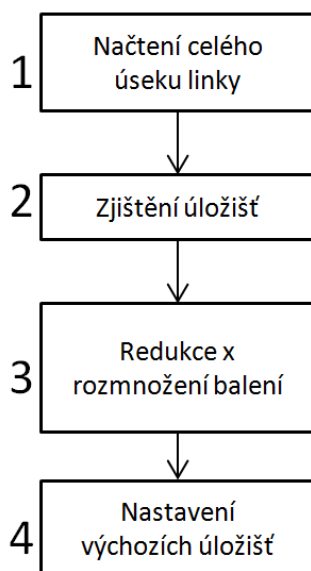 1
Načtení celého
úseku linky
2
Zjištění úložišť
3
Redukce x
rozmnožení balení
4
Nastavení
výchozích úložišť